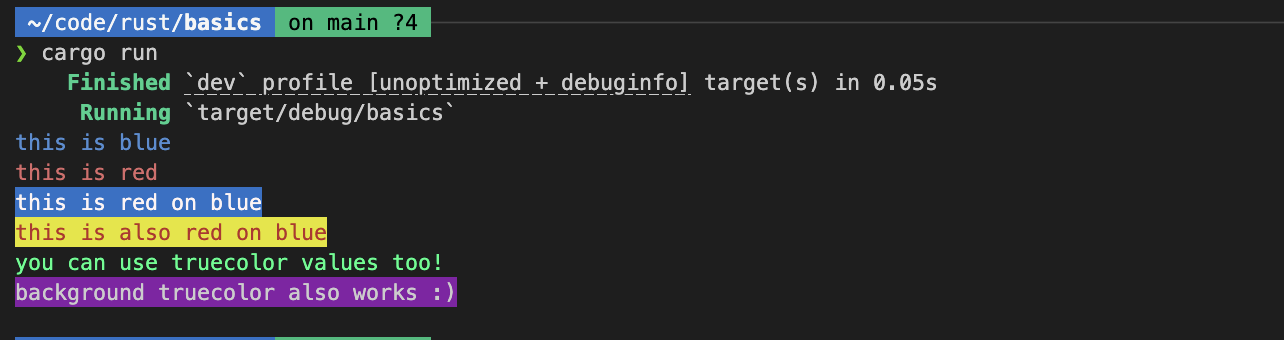 ~/code/rust/basics on main ?4
❯ cargo run
Finished `dev` profile [unoptimized + debuginfo] target(s) in 0.05s
Running `target/debug/basics`
this is blue
this is red
this is red on blue
this is also red on blue
you can use truecolor values too!
background truecolor also works :)